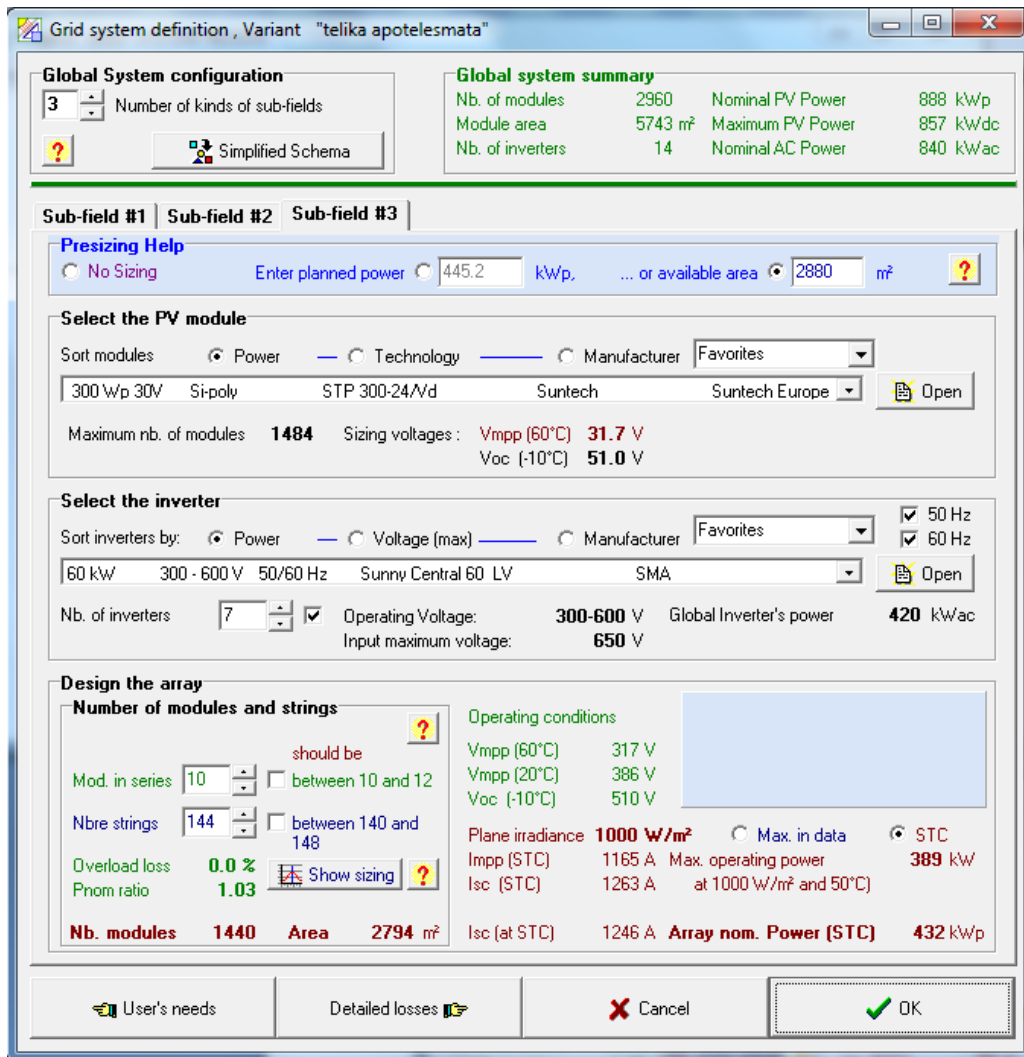 Grid system definition , Variant "telika apotelesmata"
Global System configuration
3 Number of kinds of sub-fields
? Simplified Schema
Global system summary
Nb. of modules 2960 Nominal PV Power 888 kWp
Module area 5743 m² Maximum PV Power 857 kWdc
Nb. of inverters 14 Nominal AC Power 840 kWac
Sub-field #1 Sub-field #2 Sub-field #3
Presizing Help
No Sizing Enter planned power 445.2 kWp, ... or available area 2880 m² ?
Select the PV module
Sort modules Power Technology Manufacturer Favorites
300 Wp 30V Si-poly STP 300-24/Vd Suntech Suntech Europe Open
Maximum nb. of modules 1484 Sizing voltages : Vmpp (60°C) 31.7 V
Voc (-10°C) 51.0 V
Select the inverter
Sort inverters by: Power Voltage (max) Manufacturer Favorites 50 Hz
60 Hz
60 kW 300 - 600 V 50/60 Hz Sunny Central 60 LV SMA Open
Nb. of inverters 7 Operating Voltage: 300-600 V Global Inverter's power 420 kWac
Input maximum voltage: 650 V
Design the array
Number of modules and strings
?
should be
Mod. in series 10 between 10 and 12
Nbre strings 144 between 140 and
148
Overload loss 0.0 %
Pnom ratio 1.03
Show sizing ?
Nb. modules 1440 Area 2794 m²
Operating conditions
Vmpp (60°C) 317 V
Vmpp (20°C) 386 V
Voc (-10°C) 510 V
Plane irradiance 1000 W/m² Max. in data STC
Impp (STC) 1165 A Max. operating power 389 kW
Isc (STC) 1263 A at 1000 W/m² and 50°C)
Isc (at STC) 1246 A Array nom. Power (STC) 432 kWp
User's needs Detailed losses Cancel OK